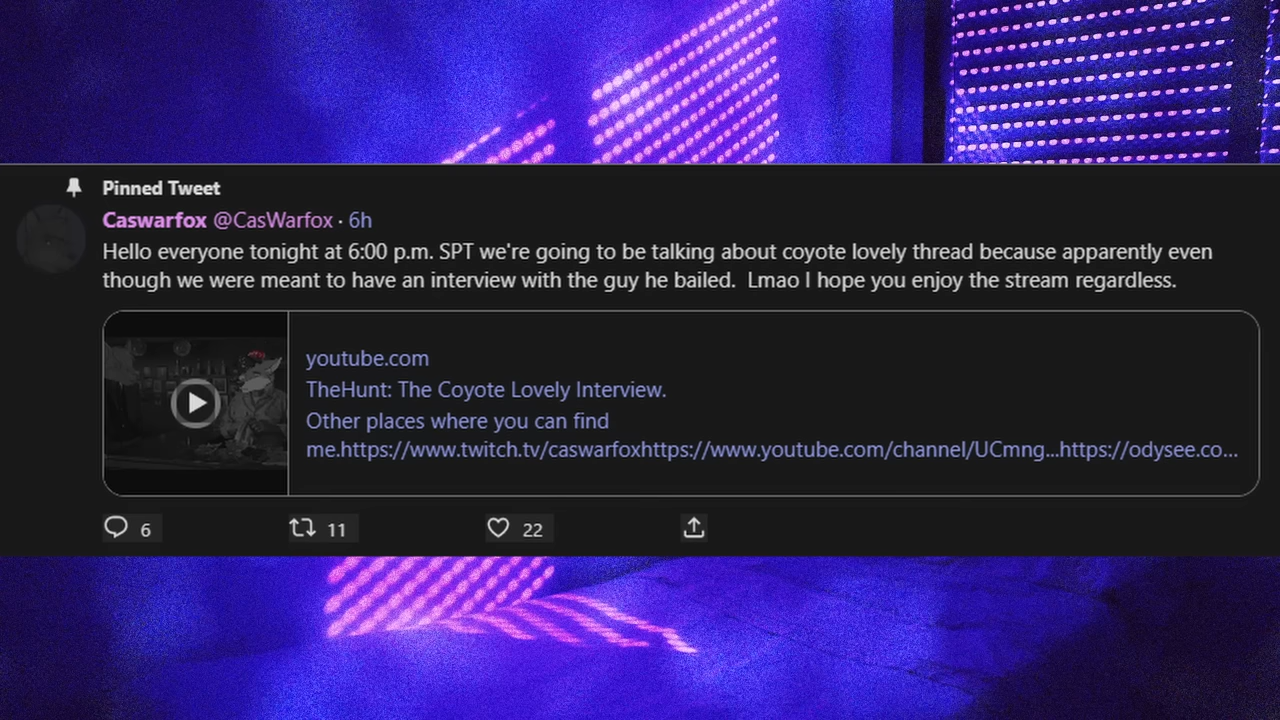 Pinned Tweet
Caswarfox @CasWarfox · 6h
Hello everyone tonight at 6:00 p.m. SPT we're going to be talking about coyote lovely thread because apparently even
though we were meant to have an interview with the guy he bailed.  Lmao I hope you enjoy the stream regardless.
youtube.com
TheHunt: The Coyote Lovely Interview.
Other places where you can find
me.https://www.twitch.tv/caswarfoxhttps://www.youtube.com/channel/UCmng...https://odysee.co...
6 11 22